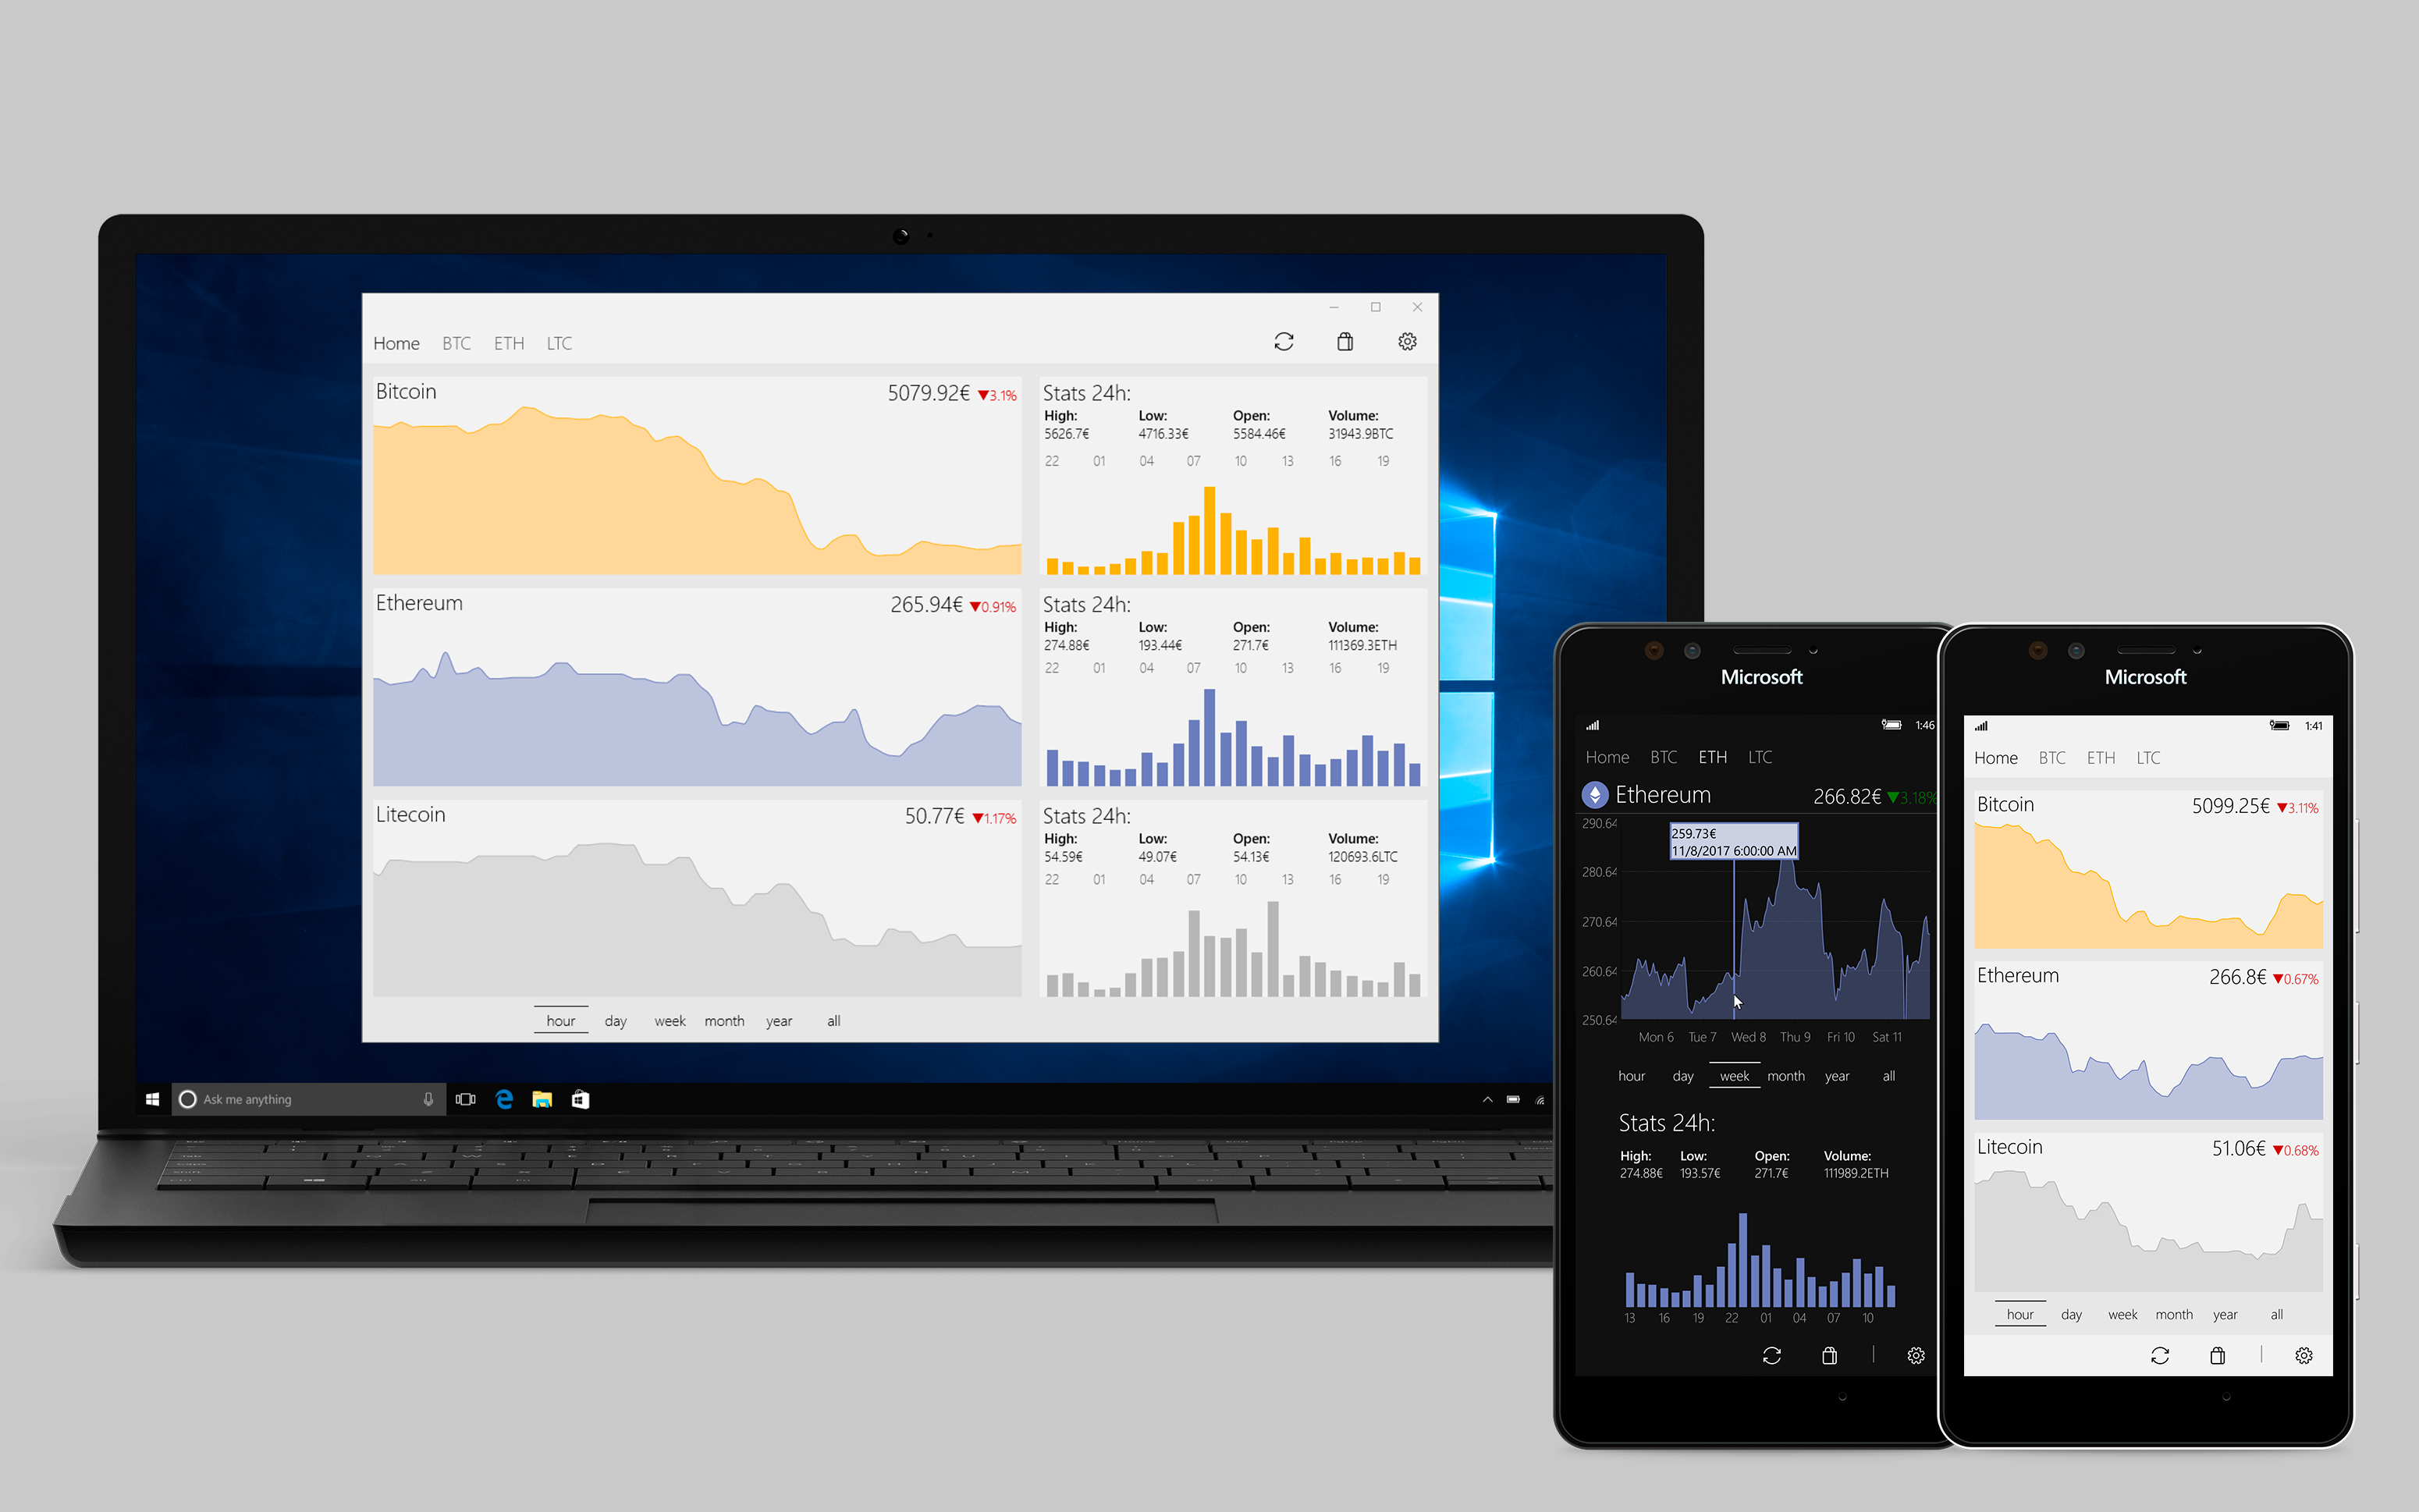 Home BTC ETH LTC
Bitcoin 5079.92€ ▼3.1%
Stats 24h:
High: Low: Open: Volume:
5626.7€ 4716.33€ 5584.46€ 31943.9BTC
22 01 04 07 10 13 16 19
Ethereum 265.94€ ▼0.91%
Stats 24h:
High: Low: Open: Volume:
274.88€ 193.44€ 271.7€ 111369.3ETH
22 01 04 07 10 13 16 19
Litecoin 50.77€ ▼1.17%
Stats 24h:
High: Low: Open: Volume:
54.59€ 49.07€ 54.13€ 120693.6LTC
22 01 04 07 10 13 16 19
hour day week month year all
Ask me anything
Microsoft
1:46
Home BTC ETH LTC
Ethereum 266.82€ ▼3.18%
290.64
259.73€
11/8/2017 6:00:00 AM
280.64
270.64
260.64
250.64
Mon 6 Tue 7 Wed 8 Thu 9 Fri 10 Sat 11
hour day week month year all
Stats 24h:
High: Low: Open: Volume:
274.88€ 193.57€ 271.7€ 111989.2ETH
13 16 19 22 01 04 07 10
Microsoft
1:41
Home BTC ETH LTC
Bitcoin 5099.25€ ▼3.11%
Ethereum 266.8€ ▼0.67%
Litecoin 51.06€ ▼0.68%
hour day week month year all